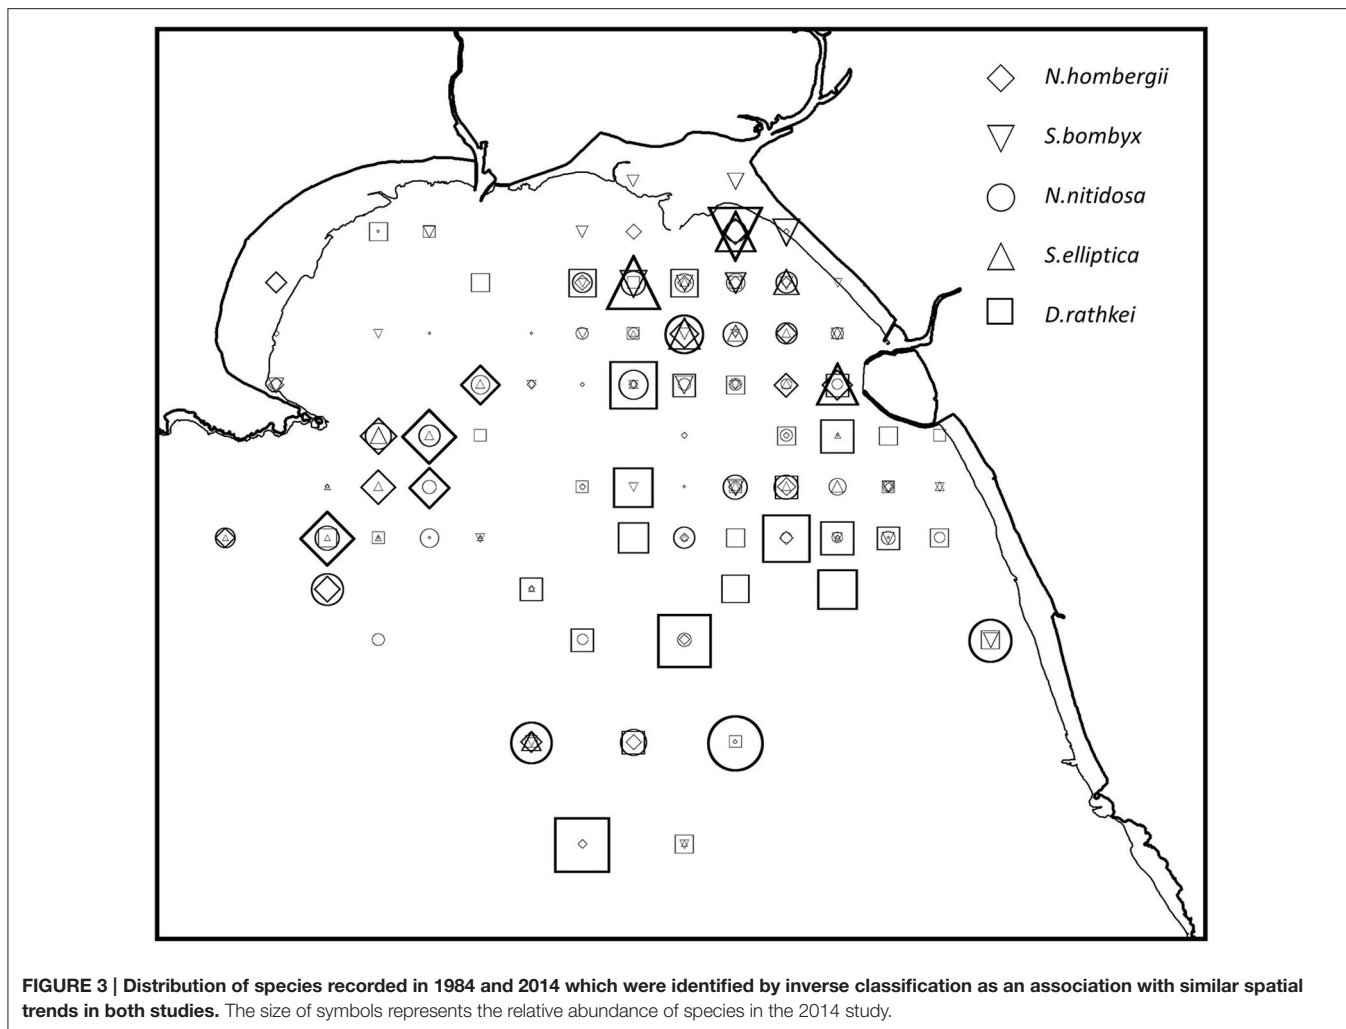 N.hombergii
S.bombyx
N.nitidosa
S.elliptica
D.rathkei
FIGURE 3 | Distribution of species recorded in 1984 and 2014 which were identified by inverse classification as an association with similar spatial
trends in both studies. The size of symbols represents the relative abundance of species in the 2014 study.